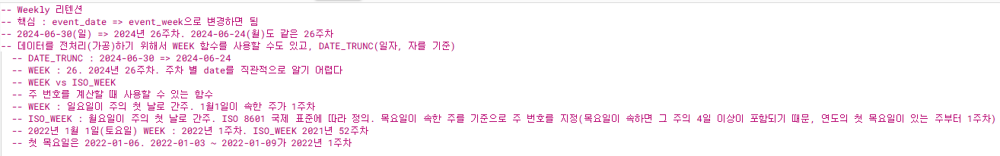 -- Weekly 리텐션
-- 핵심 : event_date => event_week으로 변경하면 됨
-- 2024-06-30(일) => 2024년 26주차. 2024-06-24(월)도 같은 26주차
-- 데이터를 전처리(가공)하기 위해서 WEEK 함수를 사용할 수도 있고, DATE_TRUNC(일자, 자를 기준)
-- DATE_TRUNC : 2024-06-30 => 2024-06-24
-- WEEK : 26. 2024년 26주차. 주차 별 date를 직관적으로 알기 어렵다
-- WEEK vs ISO_WEEK
-- 주 번호를 계산할 때 사용할 수 있는 함수
-- WEEK : 일요일이 주의 첫 날로 간주. 1월1일이 속한 주가 1주차
-- ISO_WEEK : 월요일이 주의 첫 날로 간주. ISO 8601 국제 표준에 따라 정의. 목요일이 속한 주를 기준으로 주 번호를 지정(목요일이 속하면 그 주의 4일 이상이 포함되기 때문, 연도의 첫 목요일이 있는 주부터 1주차)
-- 2022년 1월 1일(토요일) WEEK : 2022년 1주차. ISO_WEEK 2021년 52주차
-- 첫 목요일은 2022-01-06. 2022-01-03 ~ 2022-01-09가 2022년 1주차